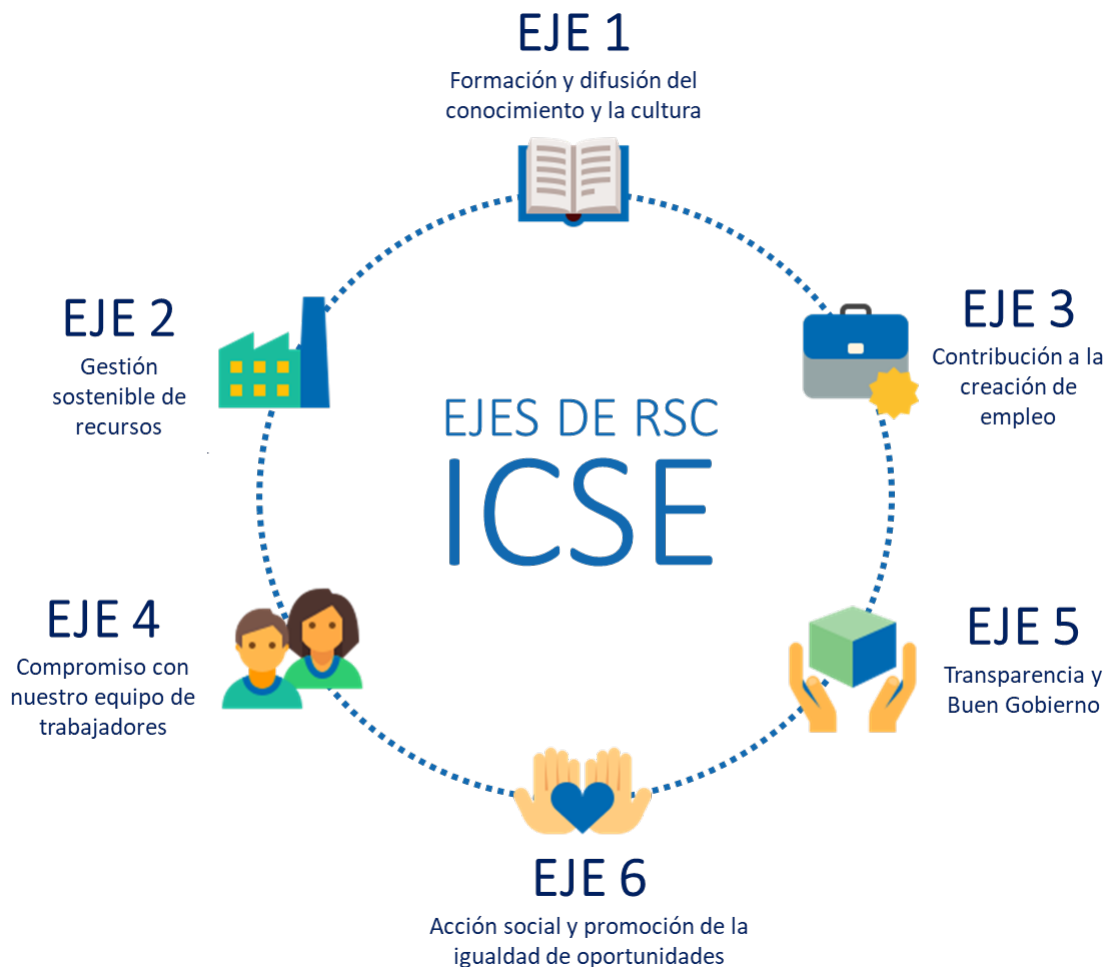 EJE 1
Formación y difusión del
conocimiento y la cultura
EJE 2
Gestión
sostenible de
recursos
EJE 3
Contribución a la
creación de
empleo
EJES DE RSC
ICSE
EJE 4
Compromiso con
nuestro equipo de
trabajadores
EJE 5
Transparencia y
Buen Gobierno
EJE 6
Acción social y promoción de la
igualdad de oportunidades